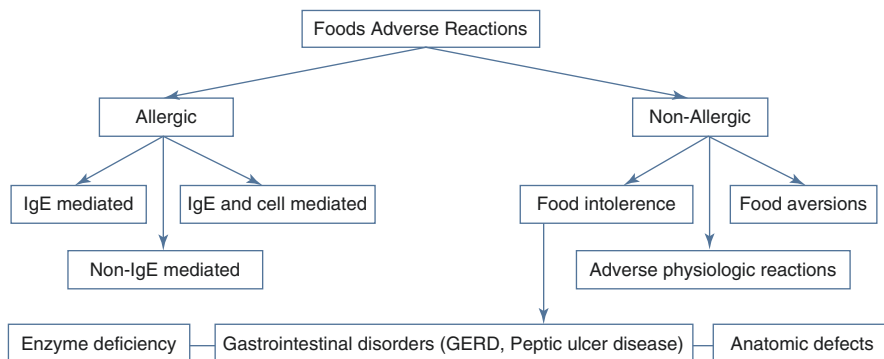 Foods Adverse Reactions
Allergic
Non-Allergic
IgE mediated
IgE and cell mediated
Food intolerence
Food aversions
Non-IgE mediated
Adverse physiologic reactions
Enzyme deficiency
Gastrointestinal disorders (GERD, Peptic ulcer disease)
Anatomic defects